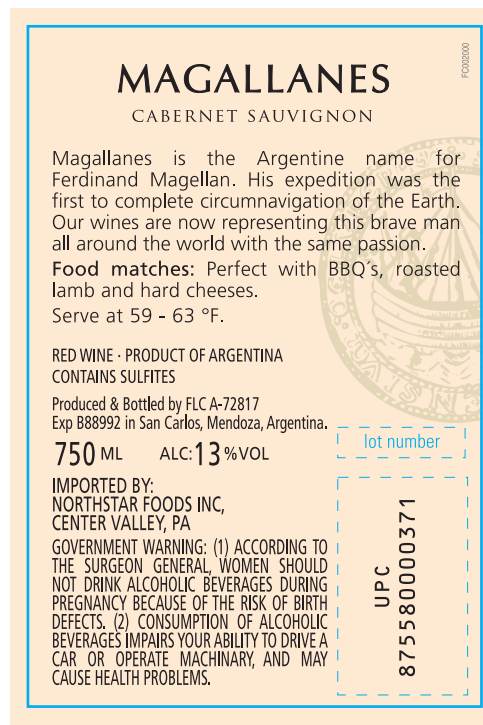 FC002000
MAGALLANES
CABERNET SAUVIGNON
Magallanes is the Argentine name for
Ferdinand Magellan. His expedition was the
first to complete circumnavigation of the Earth.
Our wines are now representing this brave man
all around the world with the same passion.
Food matches: Perfect with BBQ´s, roasted
lamb and hard cheeses.
Serve at 59 - 63 °F.
RED WINE · PRODUCT OF ARGENTINA
CONTAINS SULFITES
Produced & Bottled by FLC A-72817
Exp B88992 in San Carlos, Mendoza, Argentina.
750 ML ALC: 13 %VOL
lot number
IMPORTED BY:
NORTHSTAR FOODS INC,
CENTER VALLEY, PA
GOVERNMENT WARNING: (1) ACCORDING TO
THE SURGEON GENERAL, WOMEN SHOULD
NOT DRINK ALCOHOLIC BEVERAGES DURING
PREGNANCY BECAUSE OF THE RISK OF BIRTH
DEFECTS. (2) CONSUMPTION OF ALCOHOLIC
BEVERAGES IMPAIRS YOUR ABILITY TO DRIVE A
CAR OR OPERATE MACHINARY, AND MAY
CAUSE HEALTH PROBLEMS.
UPC
875580000371